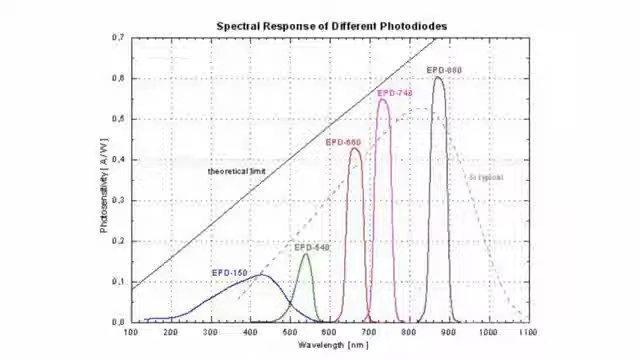 Spectral Response of Different Photodiodes
0,7
0,6
0,5
0,4
0,3
0,2
0,1
0,0
Photosensitivity [ A / W ]
EPD-880
EPD-748
EPD-660
theoretical limit
Si typical
EPD-540
EPD-150
100 200 300 400 500 600 700 800 900 1000 1100
Wavelength [ nm ]